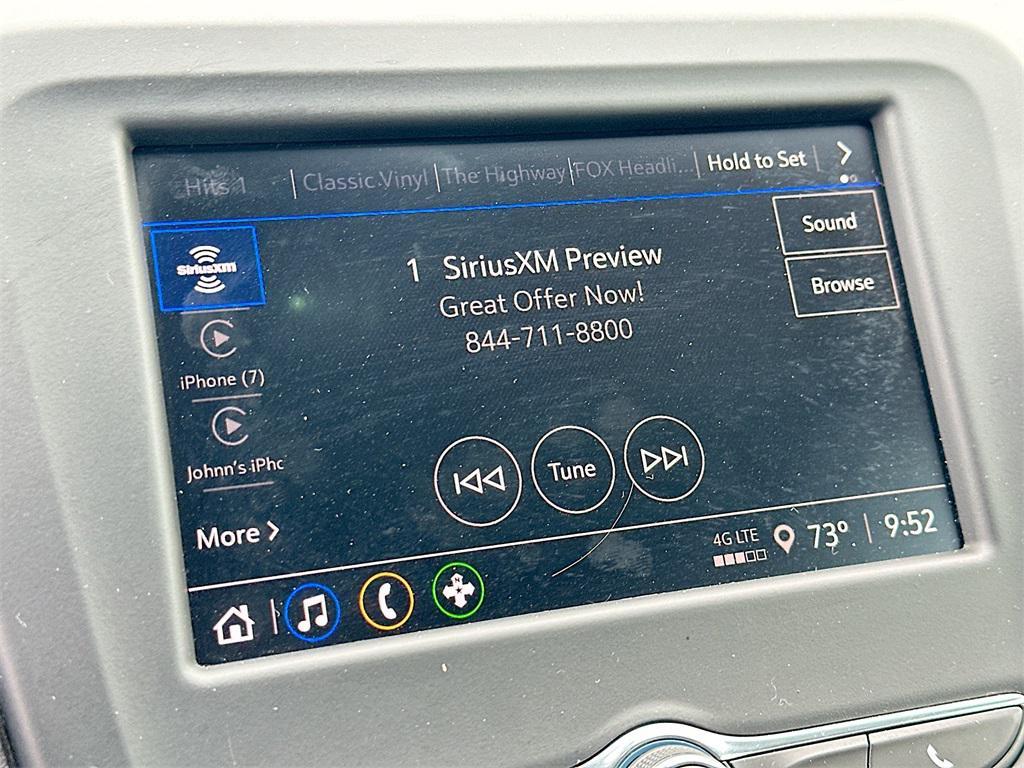 Hits 1 Classic Vinyl The Highway FOX Headli... Hold to Set >
SiriusXM
1 SiriusXM Preview
Great Offer Now!
844-711-8800
Sound
Browse
iPhone (7)
Johnn's iPhc
More >
Tune
4G LTE 73° 9:52
N